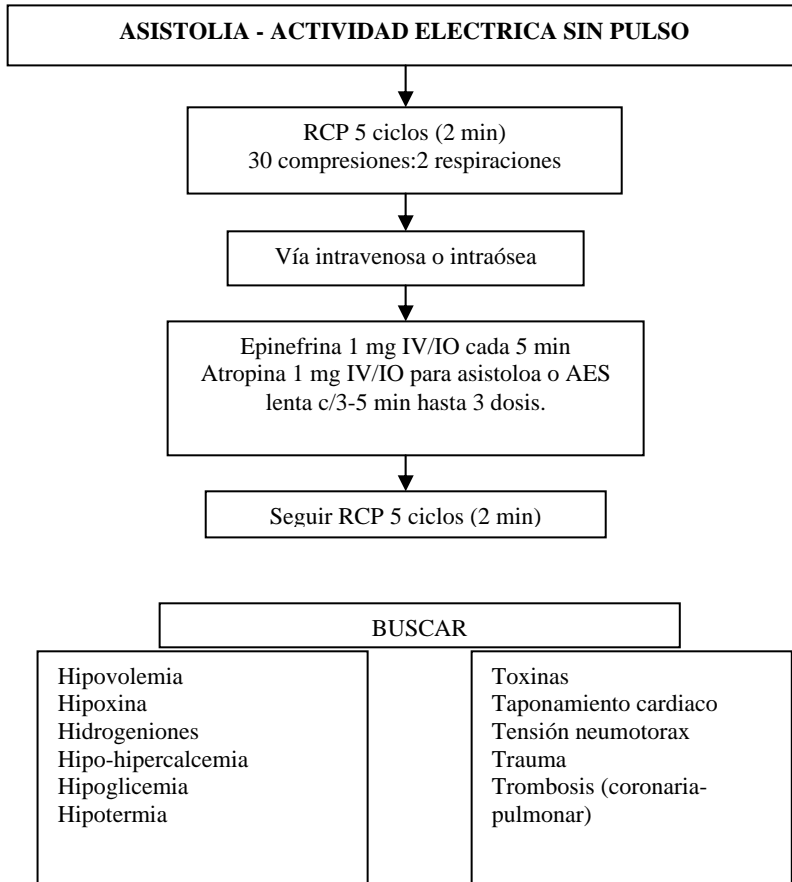 ASISTOLIA - ACTIVIDAD ELECTRICA SIN PULSO
RCP 5 ciclos (2 min)
30 compresiones:2 respiraciones
Vía intravenosa o intraósea
Epinefrina 1 mg IV/IO cada 5 min
Atropina 1 mg IV/IO para asistoloa o AES
lenta c/3-5 min hasta 3 dosis.
Seguir RCP 5 ciclos (2 min)
BUSCAR
Hipovolemia
Hipoxina
Hidrogeniones
Hipo-hipercalcemia
Hipoglicemia
Hipotermia
Toxinas
Taponamiento cardiaco
Tensión neumotorax
Trauma
Trombosis (coronaria-
pulmonar)